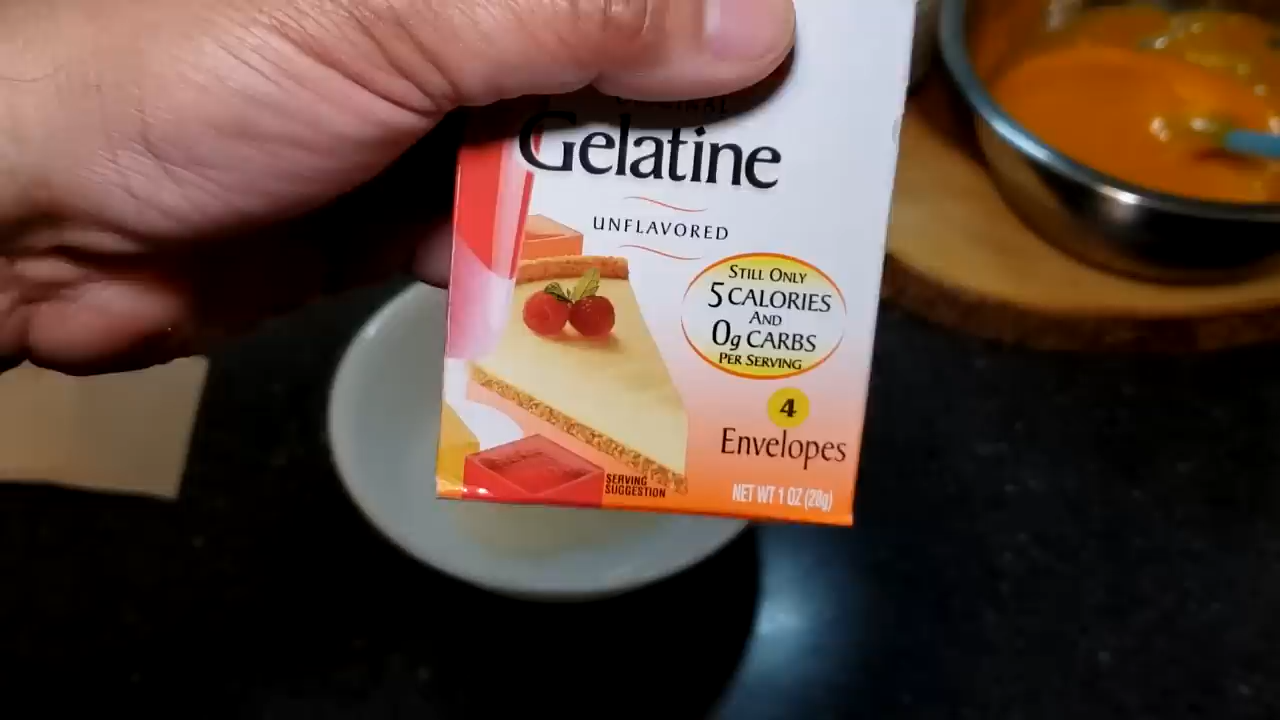 Gelatine
UNFLAVORED
STILL ONLY
5 CALORIES
AND
0g CARBS
PER SERVING
4
Envelopes
SERVING
SUGGESTION
NET WT 1 OZ (28g)